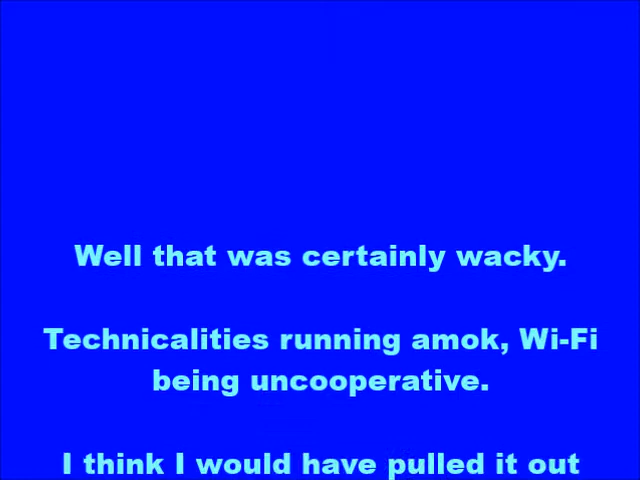 Well that was certainly wacky.
Technicalities running amok, Wi-Fi
being uncooperative.
I think I would have pulled it out